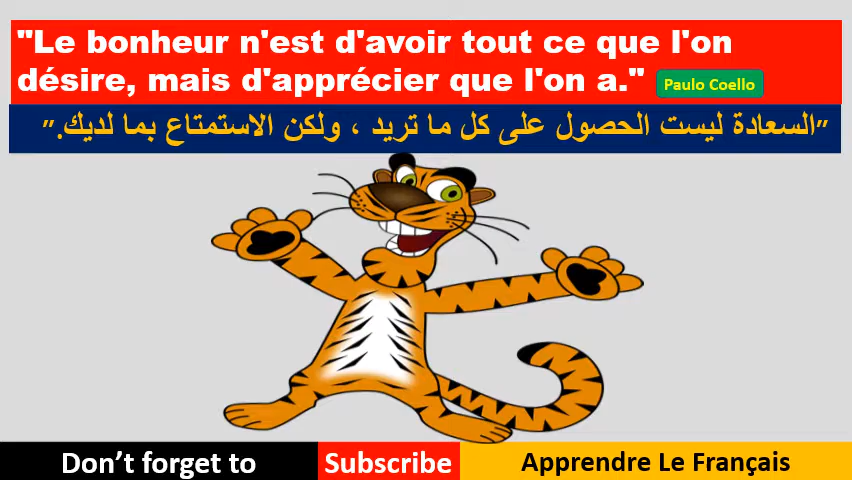 "Le bonheur n'est d'avoir tout ce que l'on
désire, mais d'apprécier que l'on a." Paulo Coello
”السعادة ليست الحصول على كل ما تريد ، ولكن الاستمتاع بما لديك.”
Don’t forget to Subscribe Apprendre Le Français